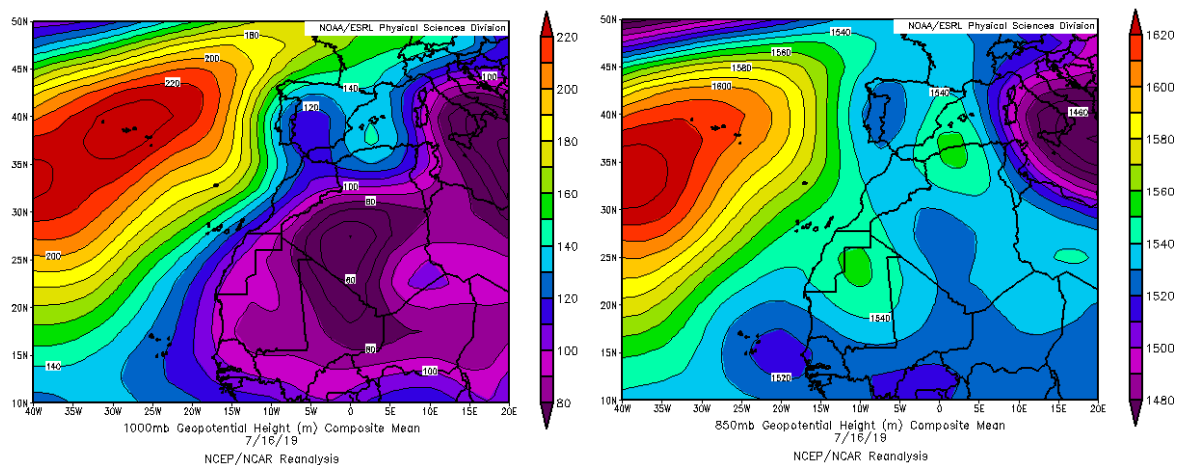 NOAA/ESRL Physical Sciences Division
50N
45N
40N
35N
30N
25N
20N
15N
10N
40W 35W 30W 25W 20W 15W 10W 5W 0 5E 10E 15E 20E
180
200
220
140
120
100
100
80
60
80
100
200
140
220
200
180
160
140
120
100
80
1000mb Geopotential Height (m) Composite Mean
7/16/19
NCEP/NCAR Reanalysis
NOAA/ESRL Physical Sciences Division
50N
45N
40N
35N
30N
25N
20N
15N
10N
40W 35W 30W 25W 20W 15W 10W 5W 0 5E 10E 15E 20E
1540
1560
1580
1600
1540
1460
1540
1520
1620
1600
1580
1560
1540
1520
1500
1480
850mb Geopotential Height (m) Composite Mean
7/16/19
NCEP/NCAR Reanalysis